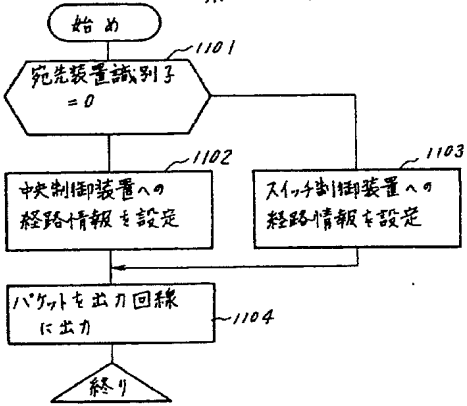 始め
1101
宛先装置識別子
=0
1102
中央制御装置への
経路情報を設定
1103
スイッチ制御装置への
経路情報を設定
パケットを出力回線
に出力
1104
終り